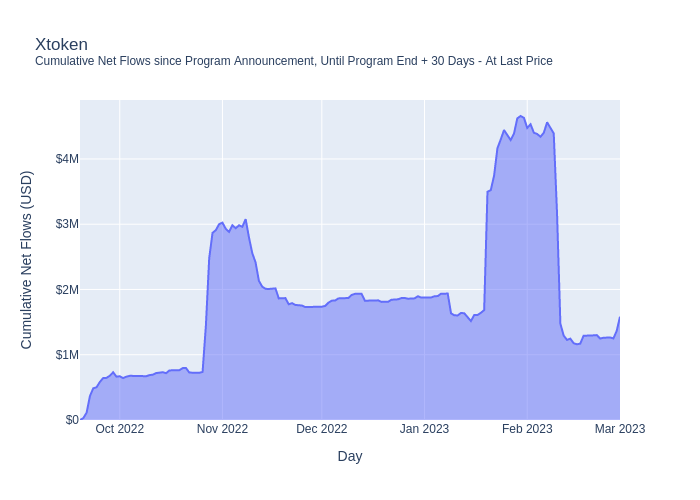 Xtoken
Cumulative Net Flows since Program Announcement, Until Program End + 30 Days - At Last Price
Cumulative Net Flows (USD)
$4M
$3M
$2M
$1M
$0
Oct 2022 Nov 2022 Dec 2022 Jan 2023 Feb 2023 Mar 2023
Day